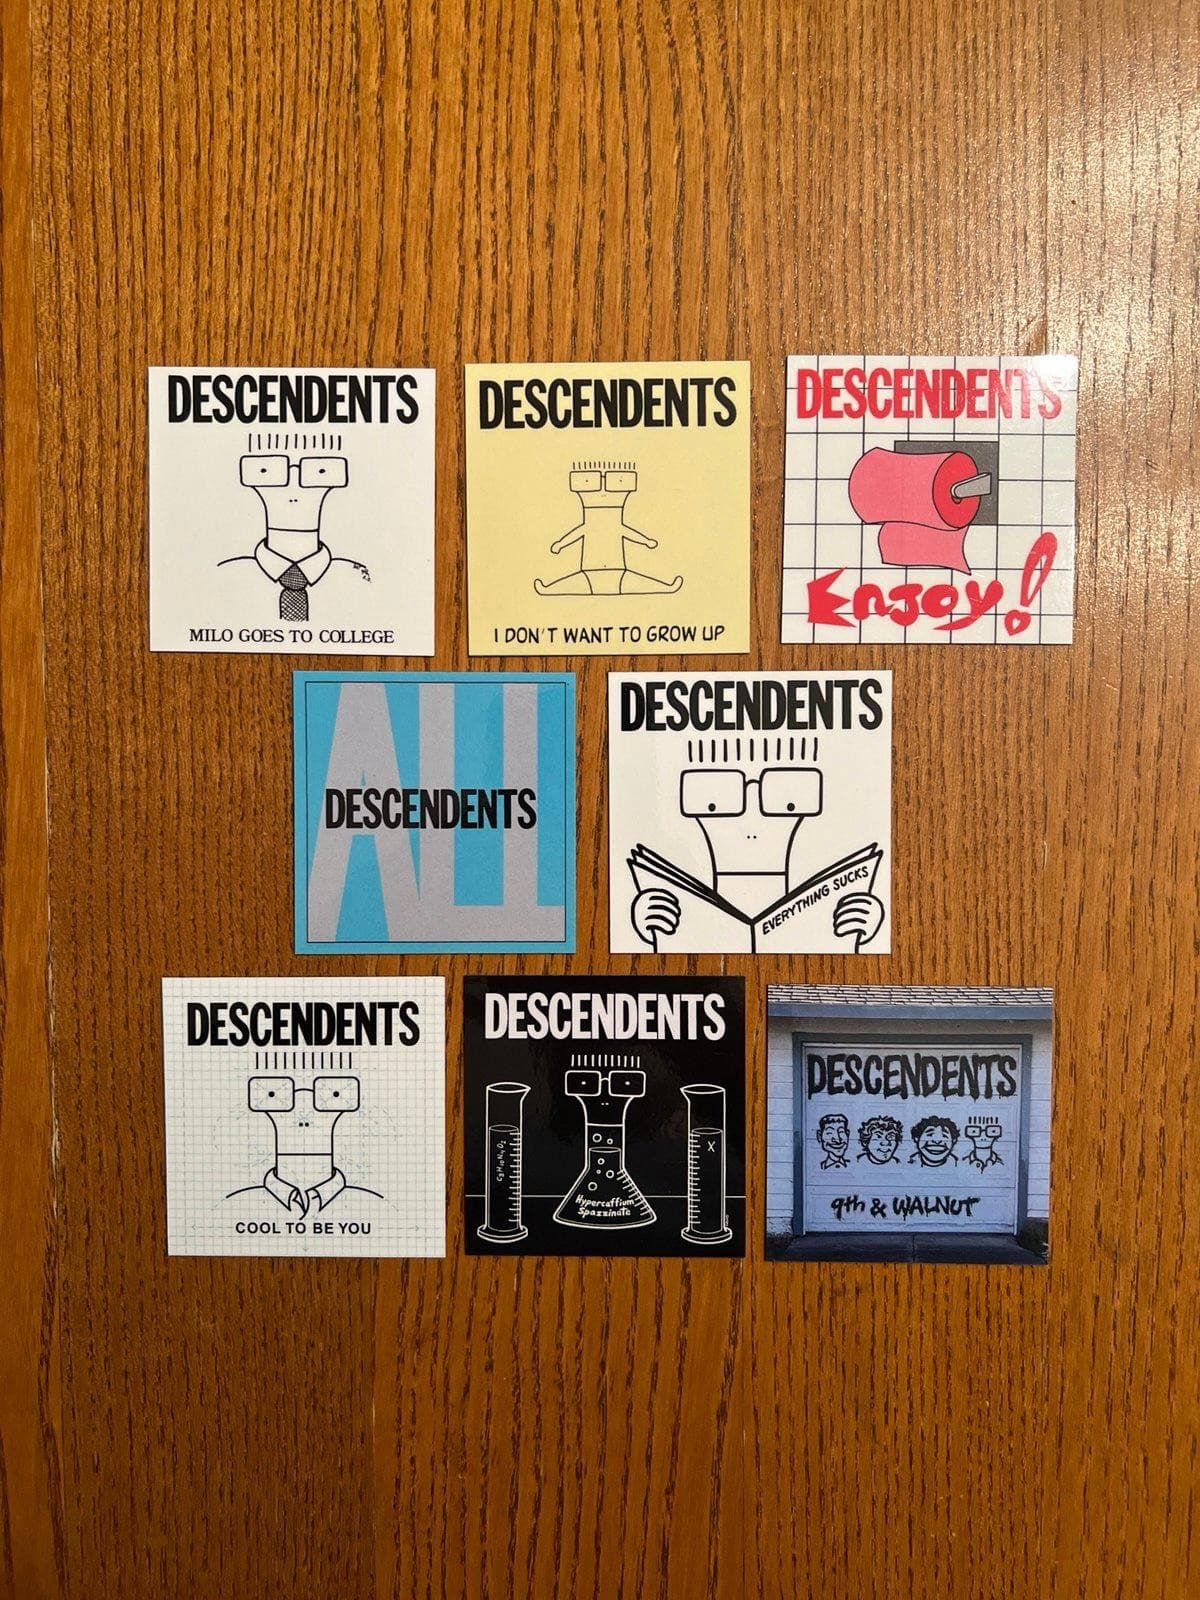 DESCENDENTS
MILO GOES TO COLLEGE
DESCENDENTS
I DON'T WANT TO GROW UP
DESCENDENTS
Enjoy!
ALL
DESCENDENTS
DESCENDENTS
EVERYTHING SUCKS
DESCENDENTS
COOL TO BE YOU
DESCENDENTS
C8H10N4O2
X
Hypercaffium
Spazzinate
DESCENDENTS
9th & WALNUT